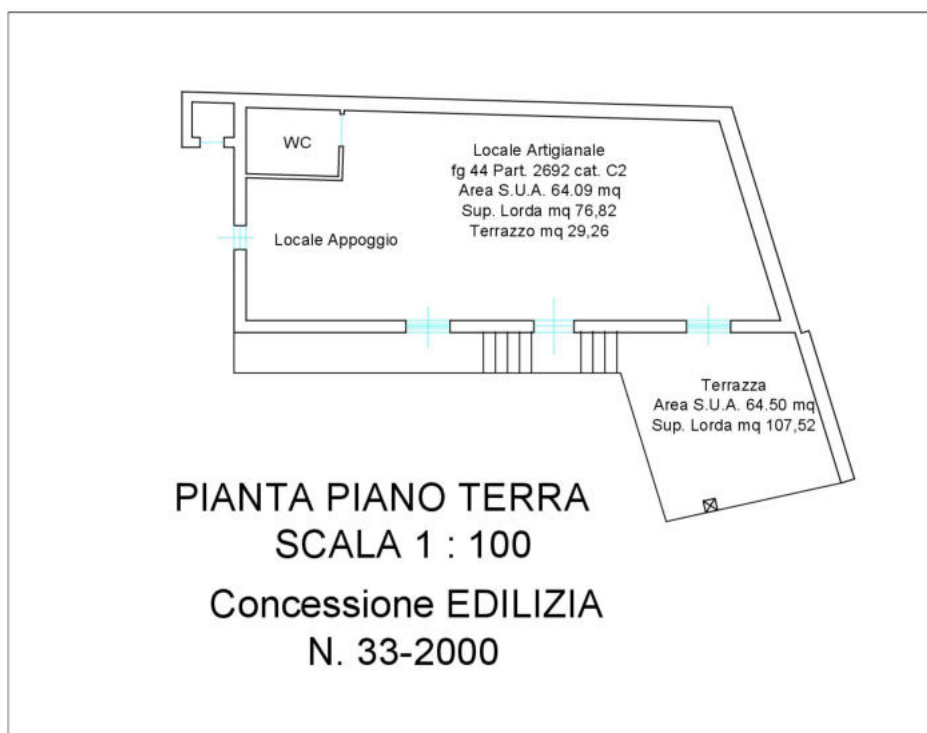 WC
Locale Artigianale
fg 44 Part. 2692 cat. C2
Area S.U.A. 64.09 mq
Sup. Lorda mq 76,82
Terrazzo mq 29,26
Locale Appoggio
Terrazza
Area S.U.A. 64.50 mq
Sup. Lorda mq 107,52
PIANTA PIANO TERRA
SCALA 1 : 100
Concessione EDILIZIA
N. 33-2000